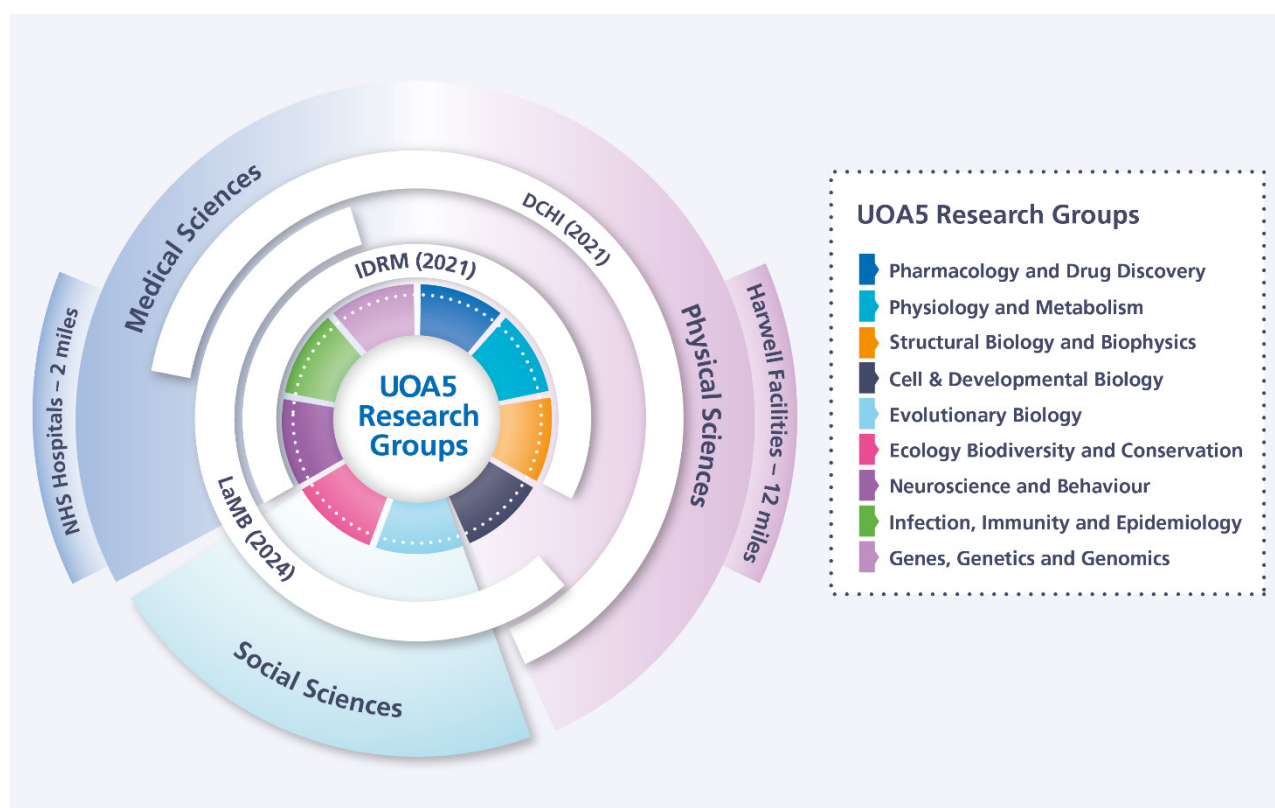 Medical Sciences
DCHI (2021)
IDRM (2021)
UOA5
Research
Groups
Physical Sciences
Harwell Facilities – 12 miles
NHS Hospitals – 2 miles
LaMB (2024)
Social Sciences
UOA5 Research Groups
Pharmacology and Drug Discovery
Physiology and Metabolism
Structural Biology and Biophysics
Cell & Developmental Biology
Evolutionary Biology
Ecology Biodiversity and Conservation
Neuroscience and Behaviour
Infection, Immunity and Epidemiology
Genes, Genetics and Genomics